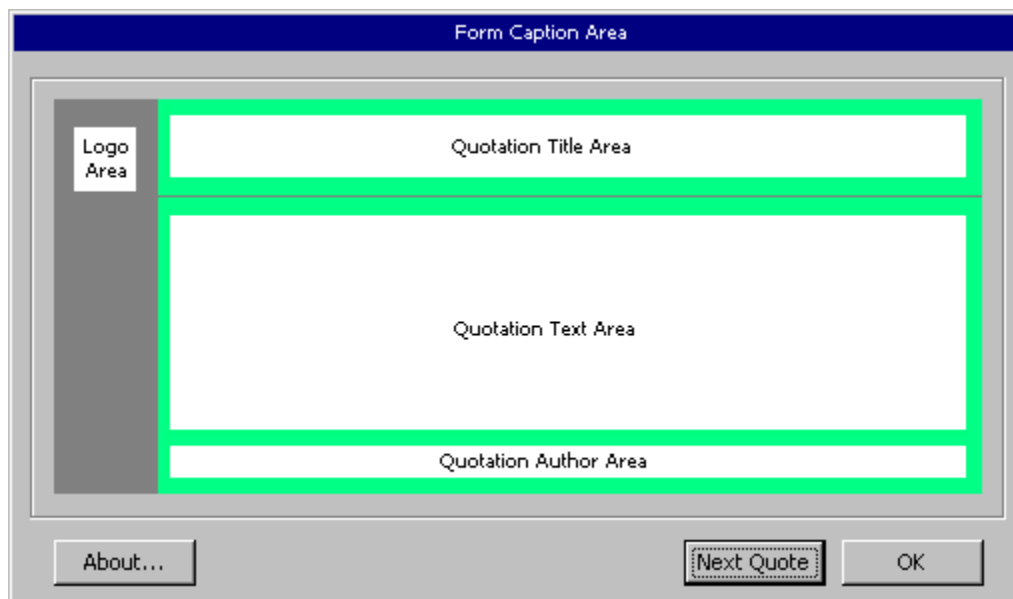 Form Caption Area
Logo
Area
Quotation Title Area
Quotation Text Area
Quotation Author Area
About...
Next Quote
OK